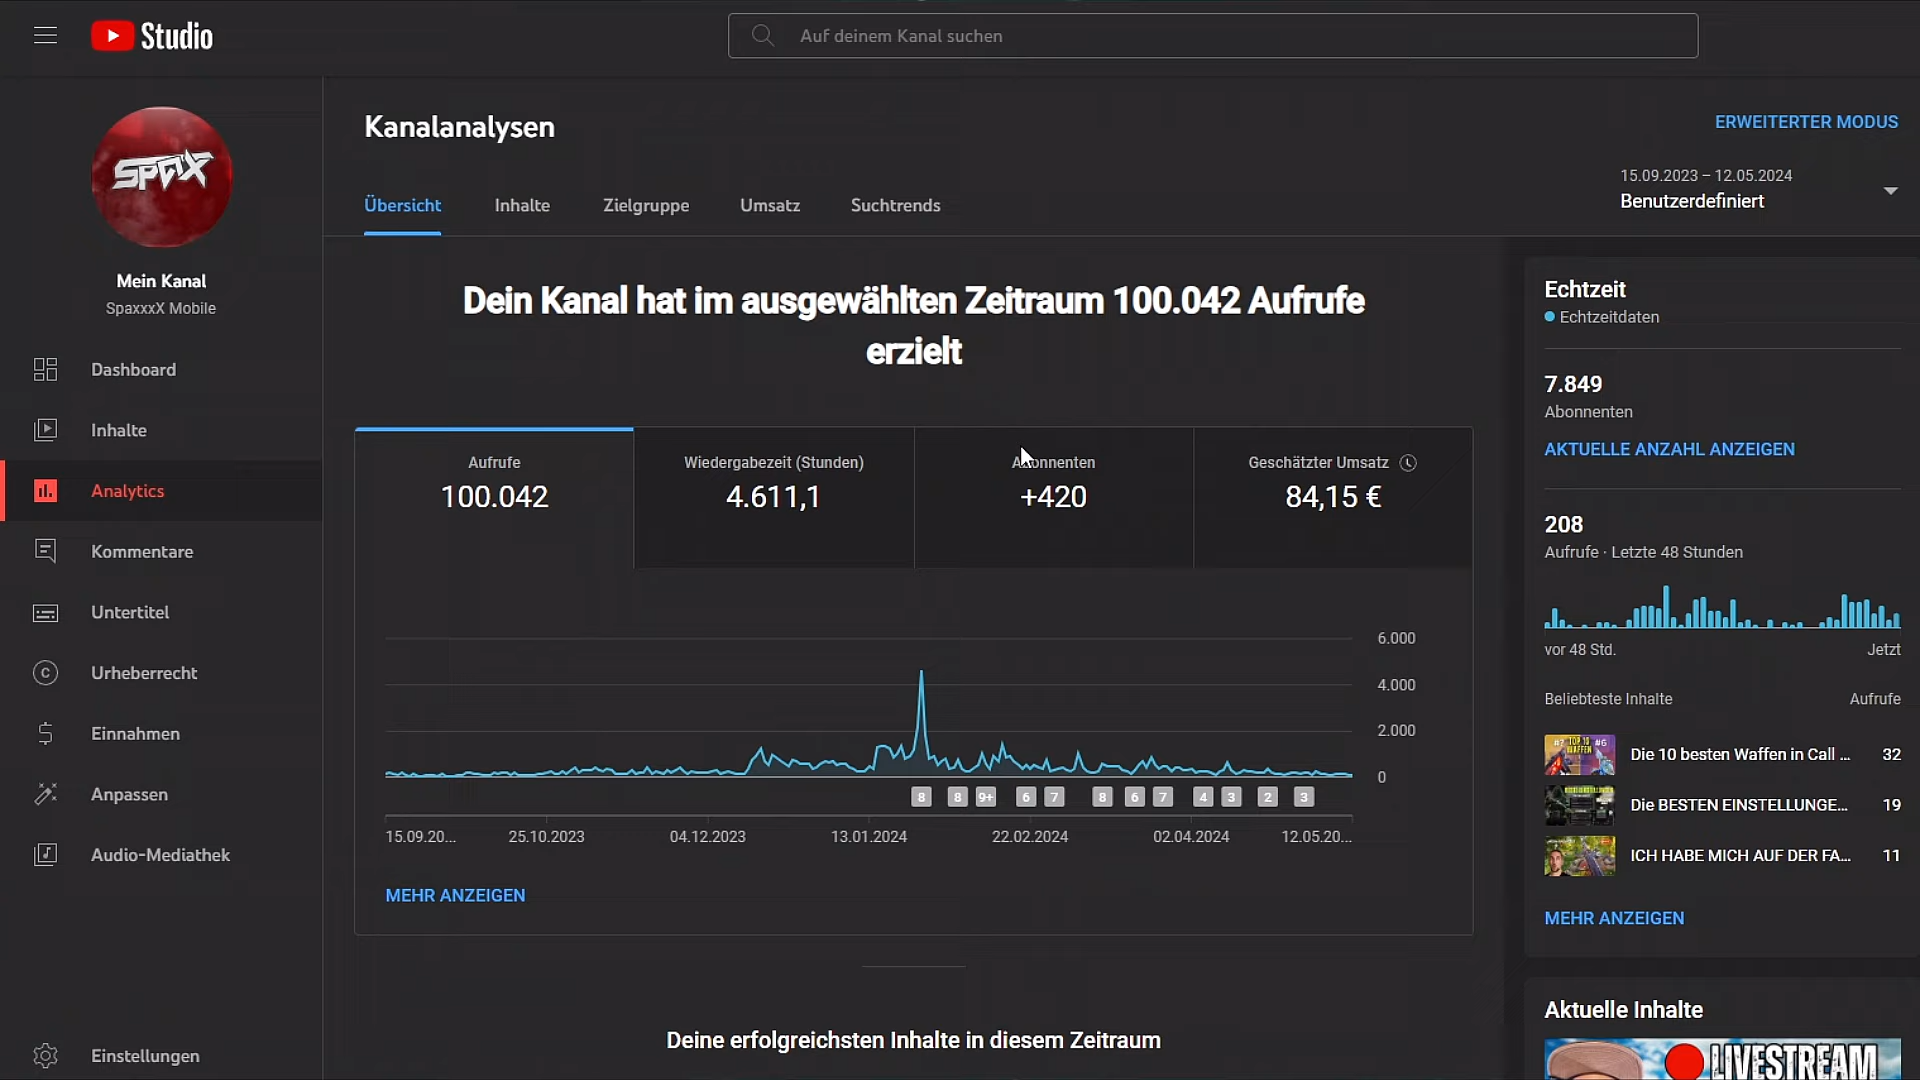 Studio
Auf deinem Kanal suchen
SPAX
Mein Kanal
SpaxxxX Mobile
Dashboard
Inhalte
Analytics
Kommentare
Untertitel
Urheberrecht
Einnahmen
Anpassen
Audio-Mediathek
Einstellungen
Kanalanalysen
ERWEITERTER MODUS
Übersicht
Inhalte
Zielgruppe
Umsatz
Suchtrends
15.09.2023 – 12.05.2024
Benutzerdefiniert
Dein Kanal hat im ausgewählten Zeitraum 100.042 Aufrufe
erzielt
Aufrufe
100.042
Wiedergabezeit (Stunden)
4.611,1
Abonnenten
+420
Geschätzter Umsatz
84,15 €
6.000
4.000
2.000
0
8 8 9+ 6 7 8 6 7 4 3 2 3
15.09.20... 25.10.2023 04.12.2023 13.01.2024 22.02.2024 02.04.2024 12.05.20...
MEHR ANZEIGEN
Deine erfolgreichsten Inhalte in diesem Zeitraum
Echtzeit
Echtzeitdaten
7.849
Abonnenten
AKTUELLE ANZAHL ANZEIGEN
208
Aufrufe · Letzte 48 Stunden
vor 48 Std. Jetzt
Beliebteste Inhalte Aufrufe
#7 TOP 10 #6
WAFFEN
Die 10 besten Waffen in Call ... 32
Die BESTEN EINSTELLUNGE... 19
ICH HABE MICH AUF DER FA... 11
MEHR ANZEIGEN
Aktuelle Inhalte
LIVESTREAM